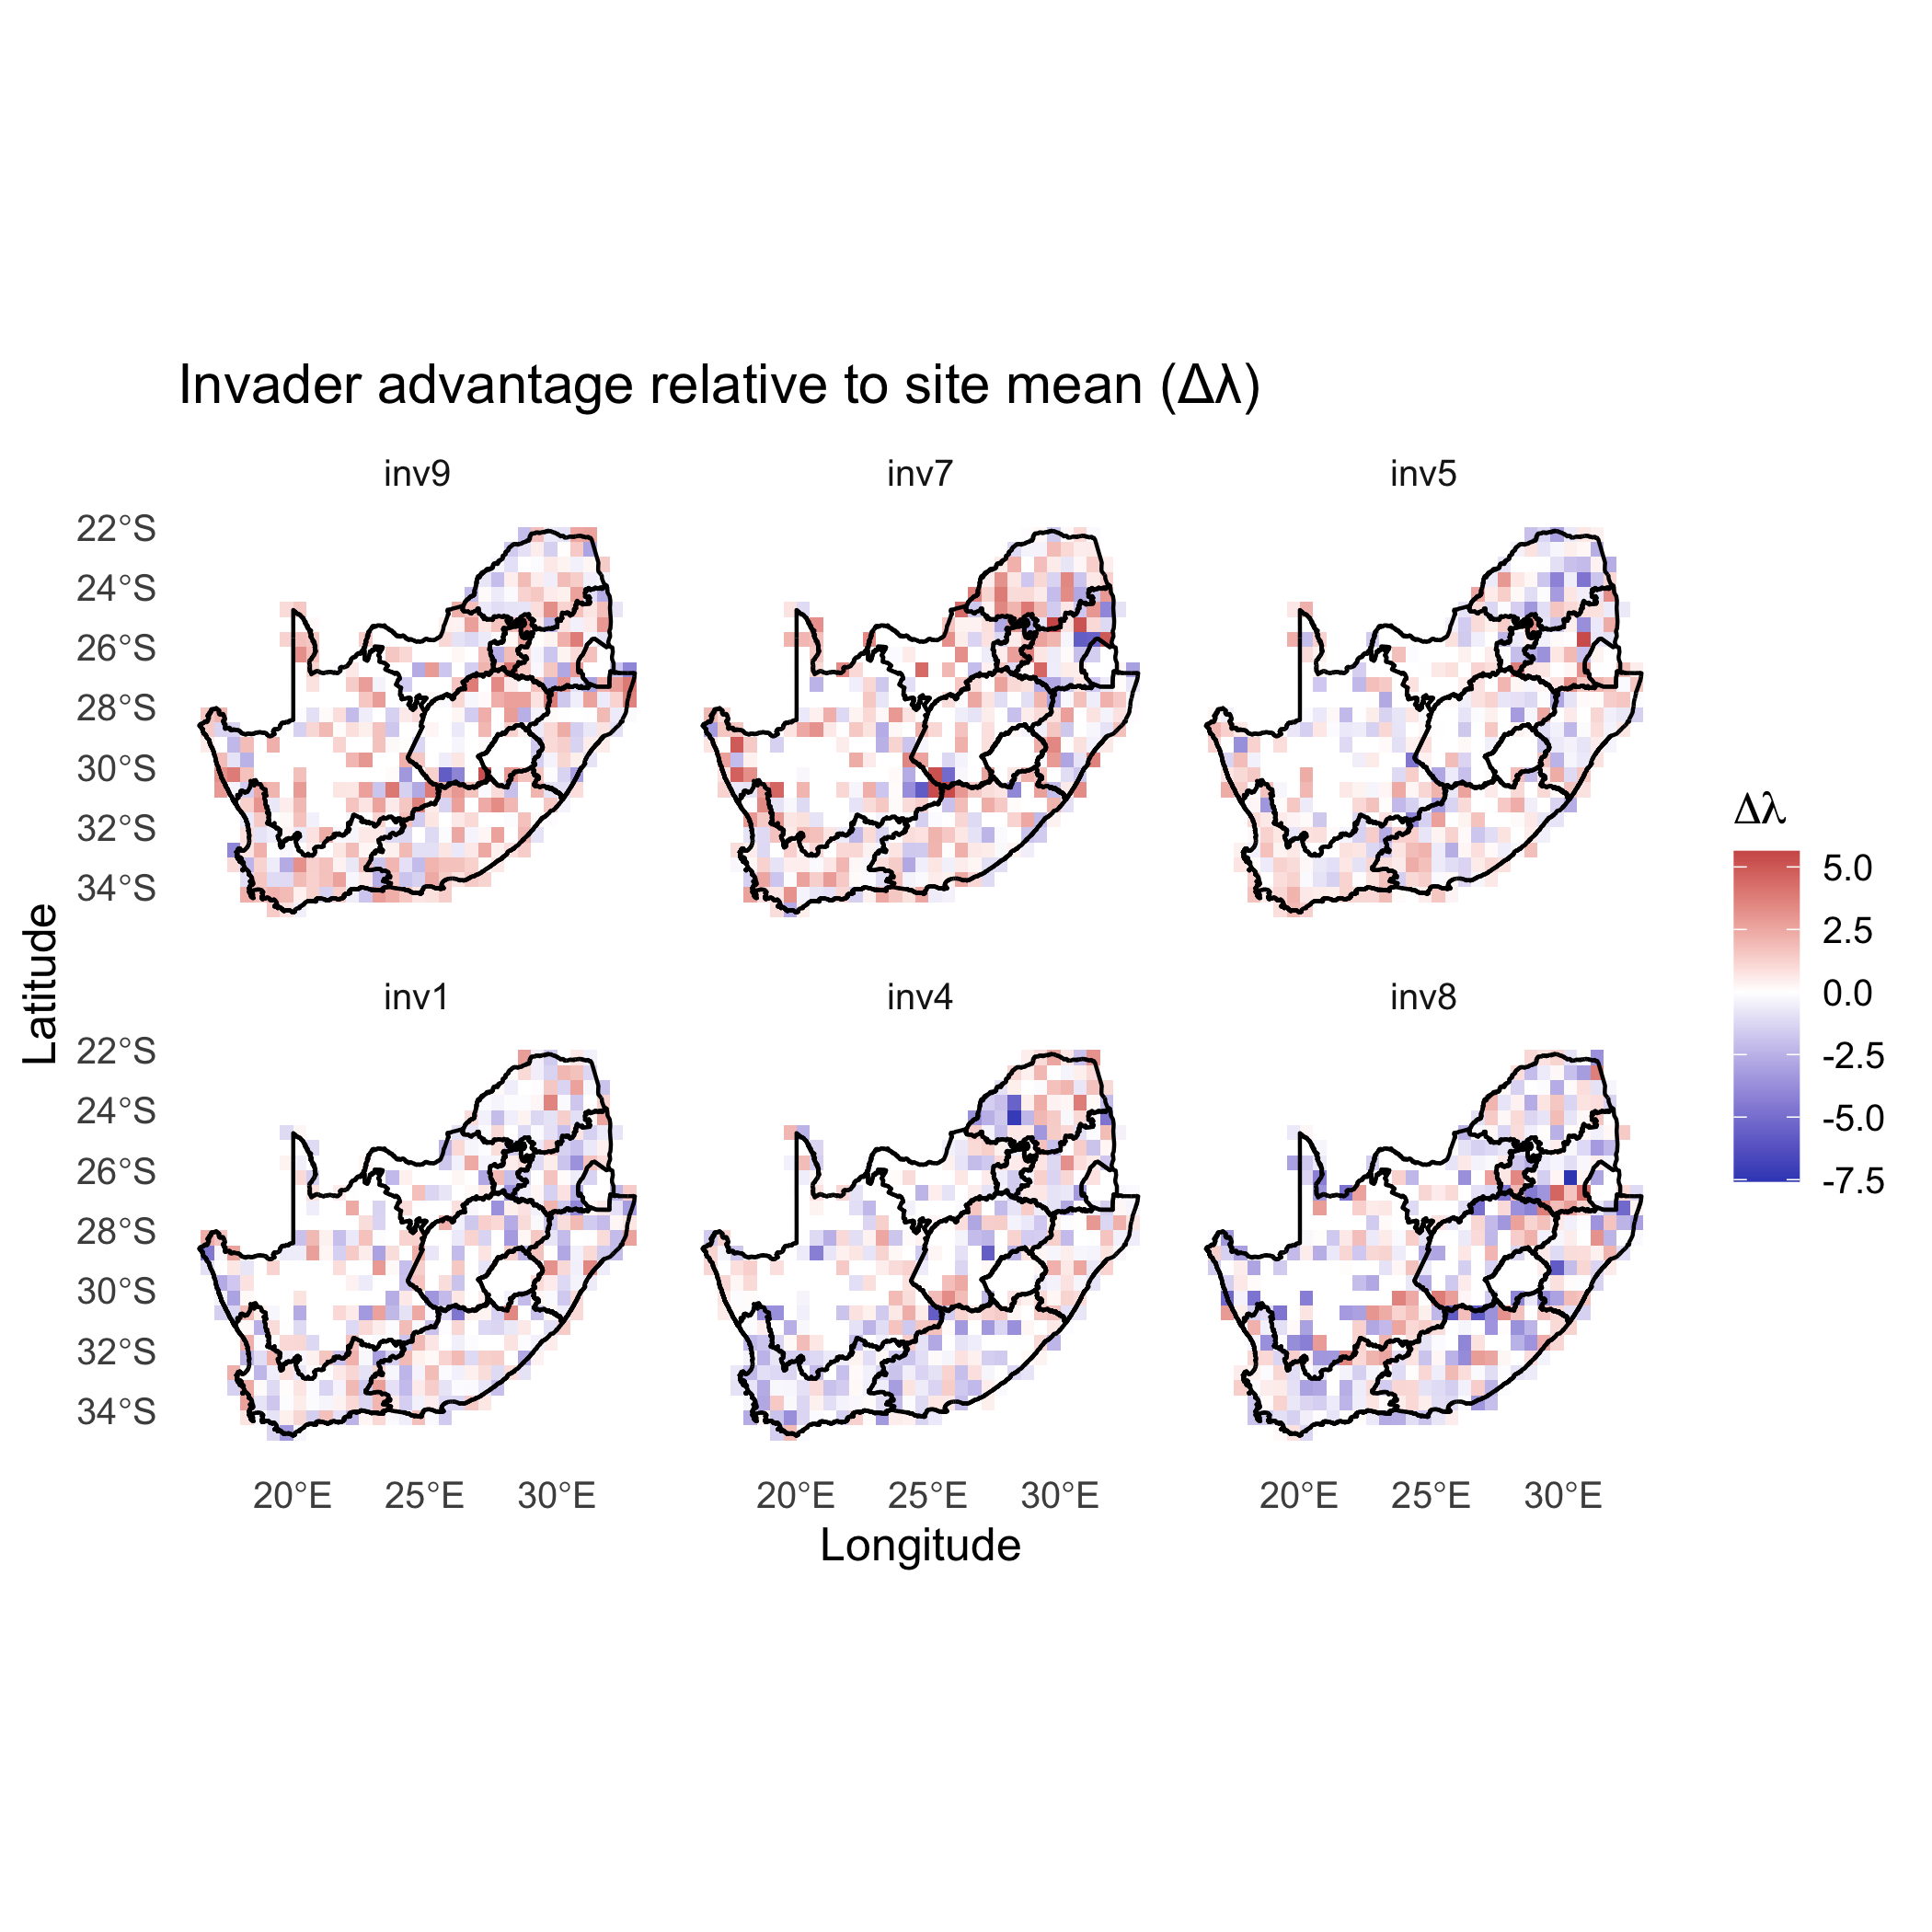 Invader advantage relative to site mean (Δλ)
inv9
inv7
inv5
22°S
24°S
26°S
28°S
30°S
32°S
34°S
inv1
inv4
inv8
22°S
24°S
26°S
28°S
30°S
32°S
34°S
20°E
25°E
30°E
20°E
25°E
30°E
20°E
25°E
30°E
Longitude
Latitude
Δλ
5.0
2.5
0.0
-2.5
-5.0
-7.5